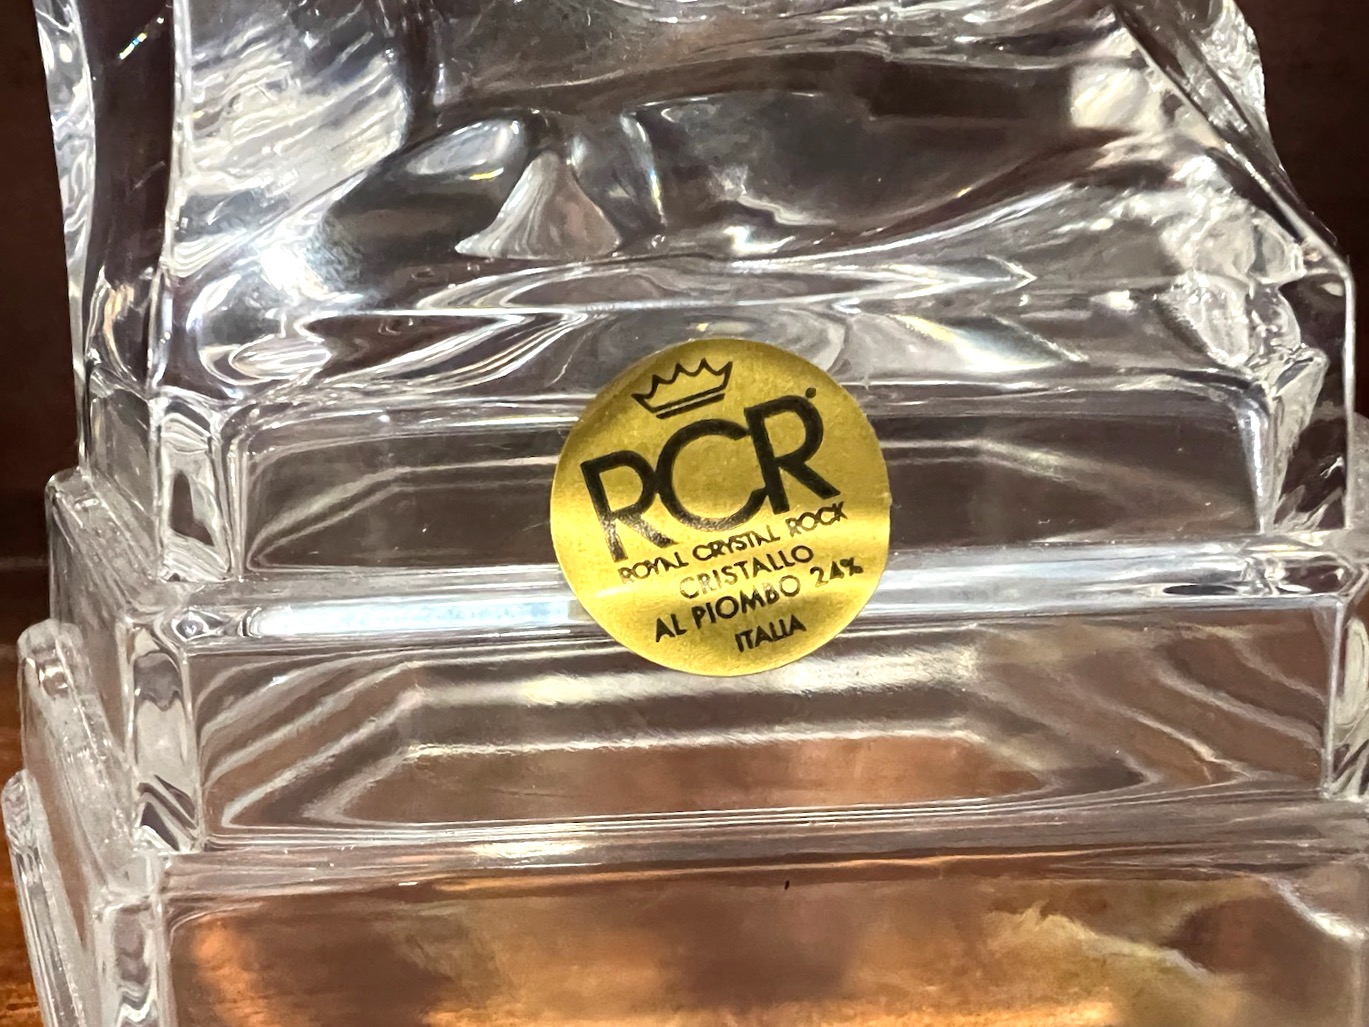 RCR
ROYAL CRYSTAL ROCK
CRISTALLO
AL PIOMBO 24%
ITALIA